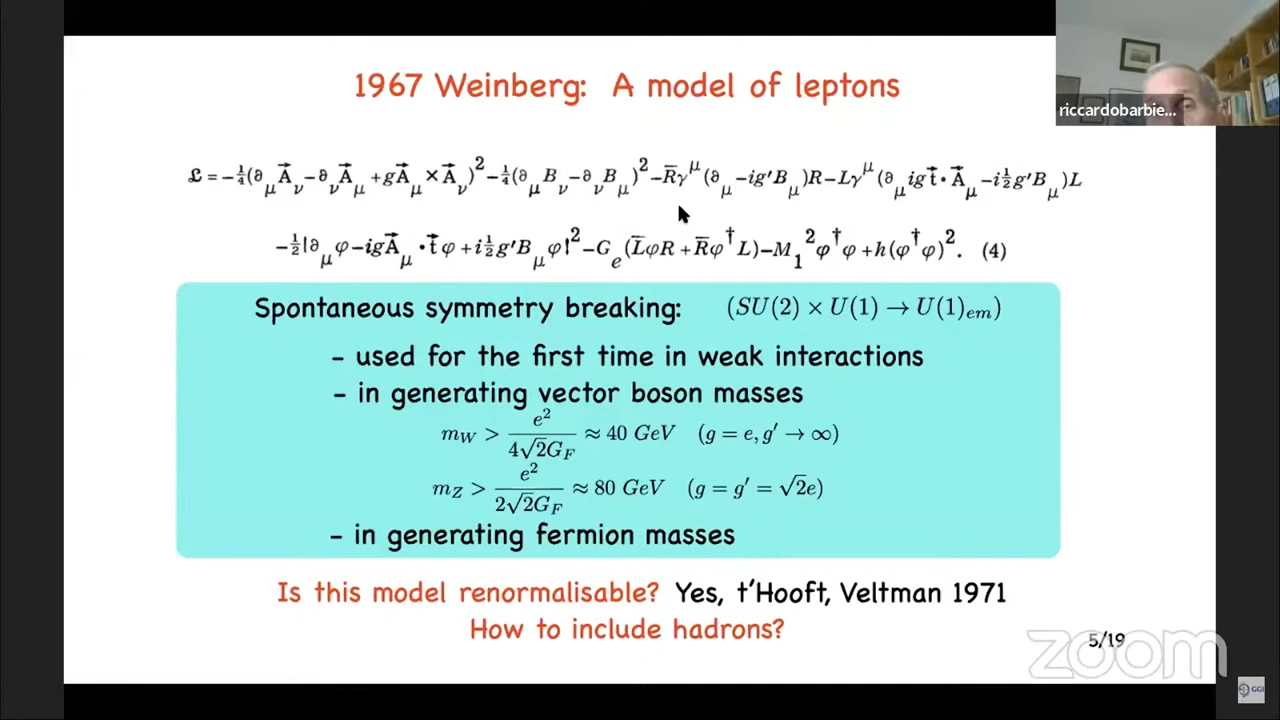 1967 Weinberg: A model of leptons
riccardobarbie...
ℒ = -¼(∂_μ A⃗_ν - ∂_ν A⃗_μ + g A⃗_μ × A⃗_ν)² - ¼(∂_μ B_ν - ∂_ν B_μ)² - R̅γ^μ(∂_μ - ig′B_μ)R - Lγ^μ(∂_μ ig t⃗ · A⃗_μ - i½g′B_μ)L
-½|∂_μ φ - ig A⃗_μ · t⃗ φ + i½g′B_μ φ|² - G_e(L̅φR + R̅φ†L) - M₁²φ†φ + h(φ†φ)². (4)
Spontaneous symmetry breaking: (SU(2) × U(1) → U(1)_em)
- used for the first time in weak interactions
- in generating vector boson masses
m_W > e²/(4√2G_F) ≈ 40 GeV (g = e, g′ → ∞)
m_Z > e²/(2√2G_F) ≈ 80 GeV (g = g′ = √2e)
- in generating fermion masses
Is this model renormalisable? Yes, t'Hooft, Veltman 1971
How to include hadrons?
5/19
zoom
GGI